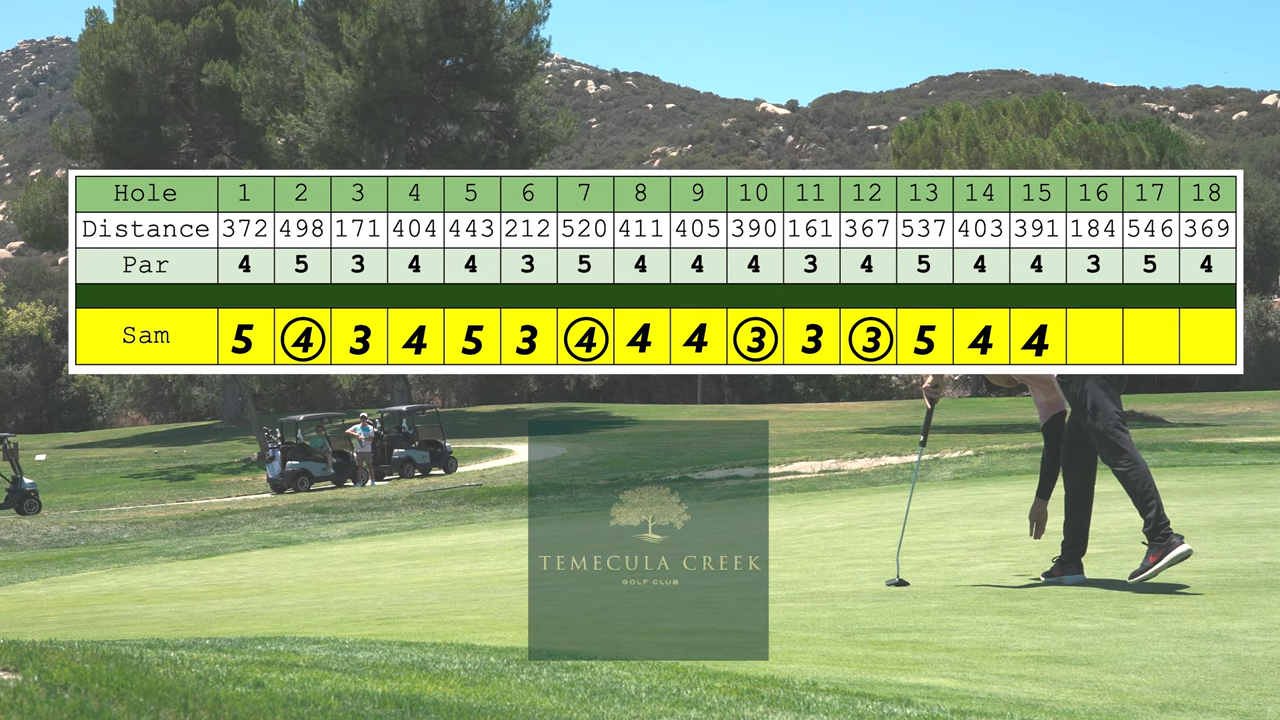 Hole 1 2 3 4 5 6 7 8 9 10 11 12 13 14 15 16 17 18
Distance 372 498 171 404 443 212 520 411 405 390 161 367 537 403 391 184 546 369
Par 4 5 3 4 4 3 5 4 4 4 3 4 5 4 4 3 5 4
Sam 5 4 3 4 5 3 4 4 4 3 3 3 5 4 4
TEMECULA CREEK
GOLF CLUB